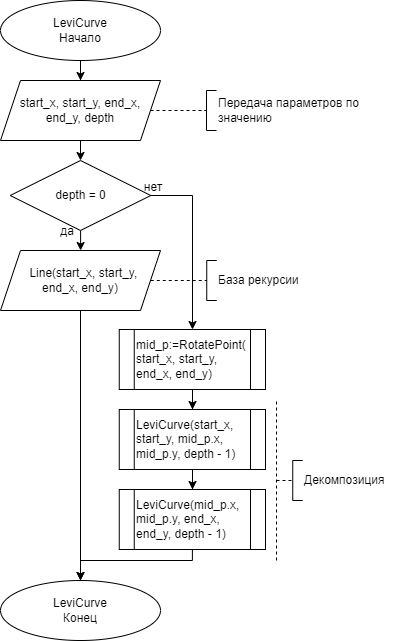 LeviCurve
Начало
start_x, start_y, end_x,
end_y, depth
Передача параметров по
значению
depth = 0
нет
да
Line(start_x, start_y,
end_x, end_y)
База рекурсии
mid_p:=RotatePoint(
start_x, start_y,
end_x, end_y)
LeviCurve(start_x,
start_y, mid_p.x,
mid_p.y, depth - 1)
Декомпозиция
LeviCurve(mid_p.x,
mid_p.y, end_x,
end_y, depth - 1)
LeviCurve
Конец